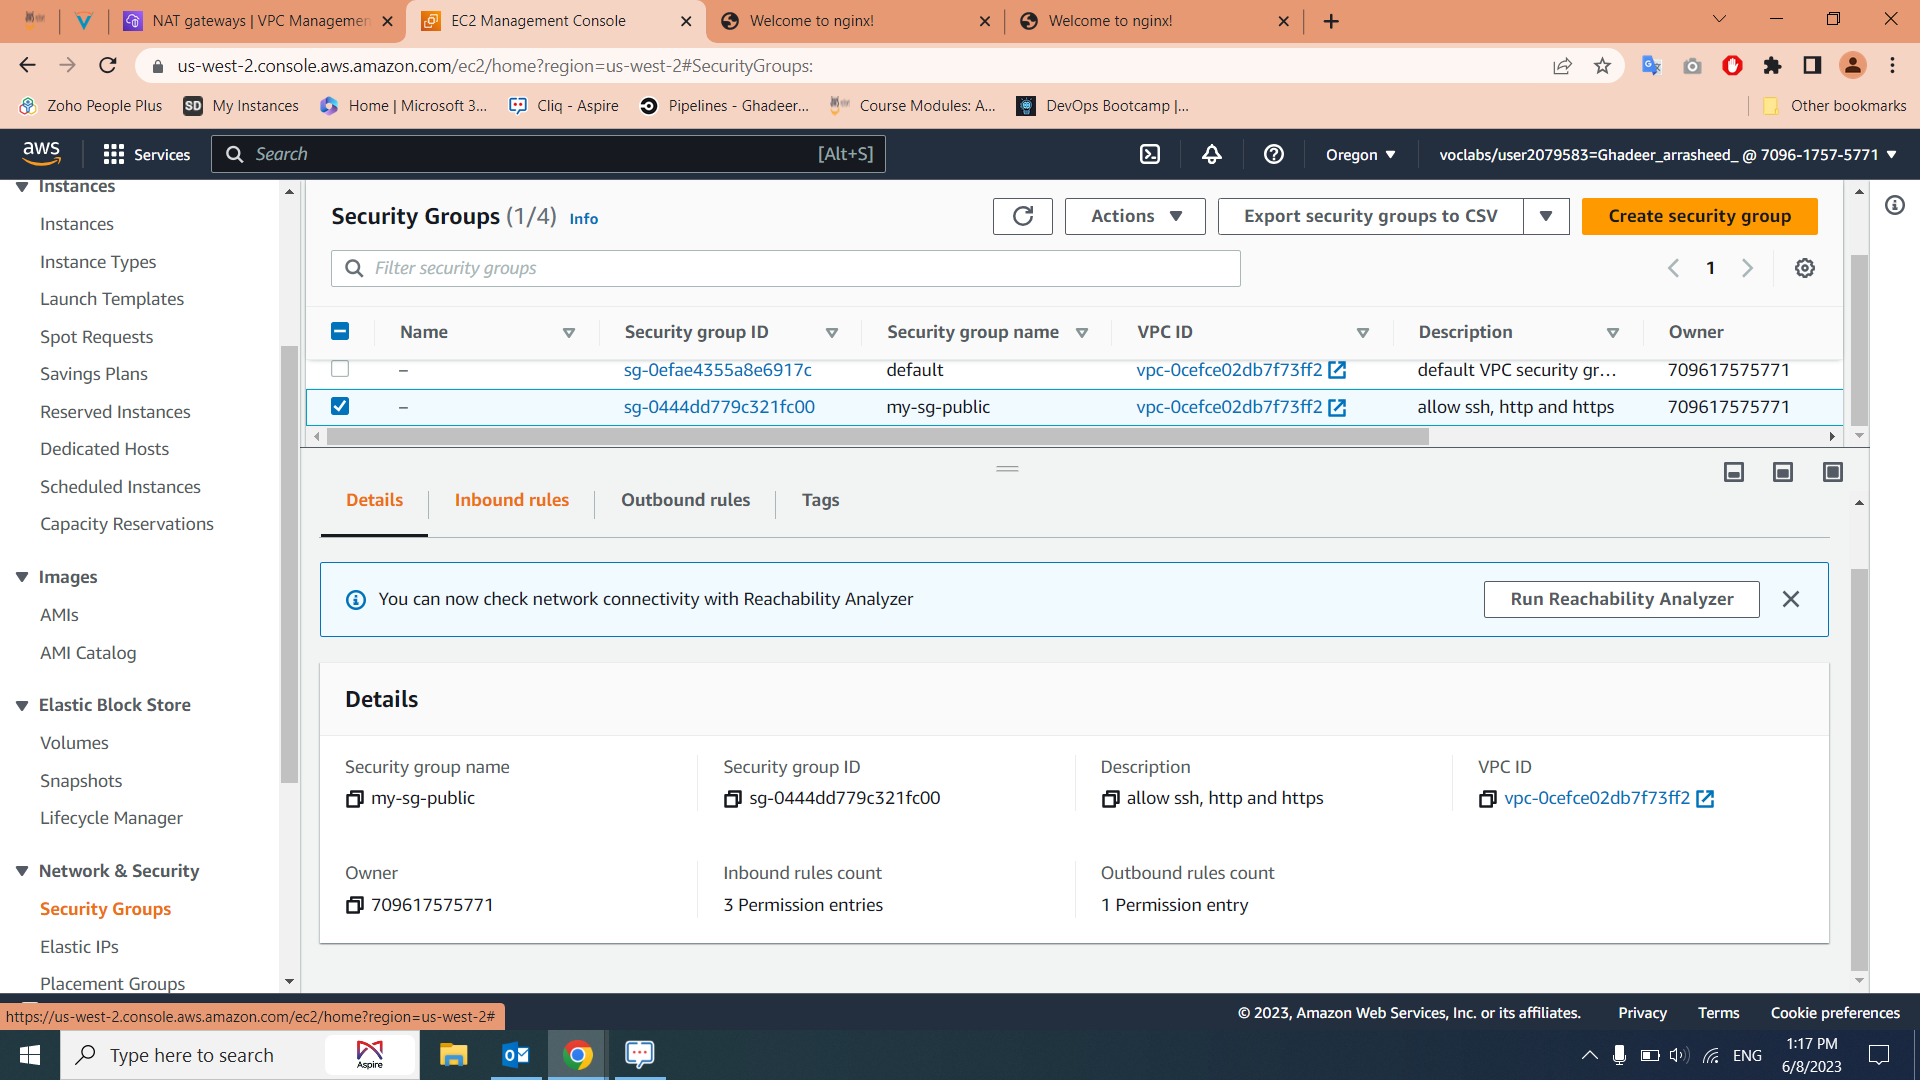 NAT gateways | VPC Managemen
EC2 Management Console
Welcome to nginx!
Welcome to nginx!
us-west-2.console.aws.amazon.com/ec2/home?region=us-west-2#SecurityGroups:
Zoho People Plus
SD My Instances
Home | Microsoft 3...
Cliq - Aspire
Pipelines - Ghadeer...
Course Modules: A...
DevOps Bootcamp |...
Other bookmarks
aws
Services
Search
[Alt+S]
Oregon
voclabs/user2079583=Ghadeer_arrasheed_ @ 7096-1757-5771
Instances
Instances
Instance Types
Launch Templates
Spot Requests
Savings Plans
Reserved Instances
Dedicated Hosts
Scheduled Instances
Capacity Reservations
Images
AMIs
AMI Catalog
Elastic Block Store
Volumes
Snapshots
Lifecycle Manager
Network & Security
Security Groups
Elastic IPs
Placement Groups
Security Groups (1/4) Info
Actions
Export security groups to CSV
Create security group
Filter security groups
1
Name
Security group ID
Security group name
VPC ID
Description
Owner
– sg-0efae4355a8e6917c default vpc-0cefce02db7f73ff2 default VPC security gr... 709617575771
– sg-0444dd779c321fc00 my-sg-public vpc-0cefce02db7f73ff2 allow ssh, http and https 709617575771
Details
Inbound rules
Outbound rules
Tags
You can now check network connectivity with Reachability Analyzer
Run Reachability Analyzer
Details
Security group name
my-sg-public
Security group ID
sg-0444dd779c321fc00
Description
allow ssh, http and https
VPC ID
vpc-0cefce02db7f73ff2
Owner
709617575771
Inbound rules count
3 Permission entries
Outbound rules count
1 Permission entry
https://us-west-2.console.aws.amazon.com/ec2/home?region=us-west-2#
© 2023, Amazon Web Services, Inc. or its affiliates.
Privacy
Terms
Cookie preferences
Type here to search
Aspire
ENG
1:17 PM
6/8/2023